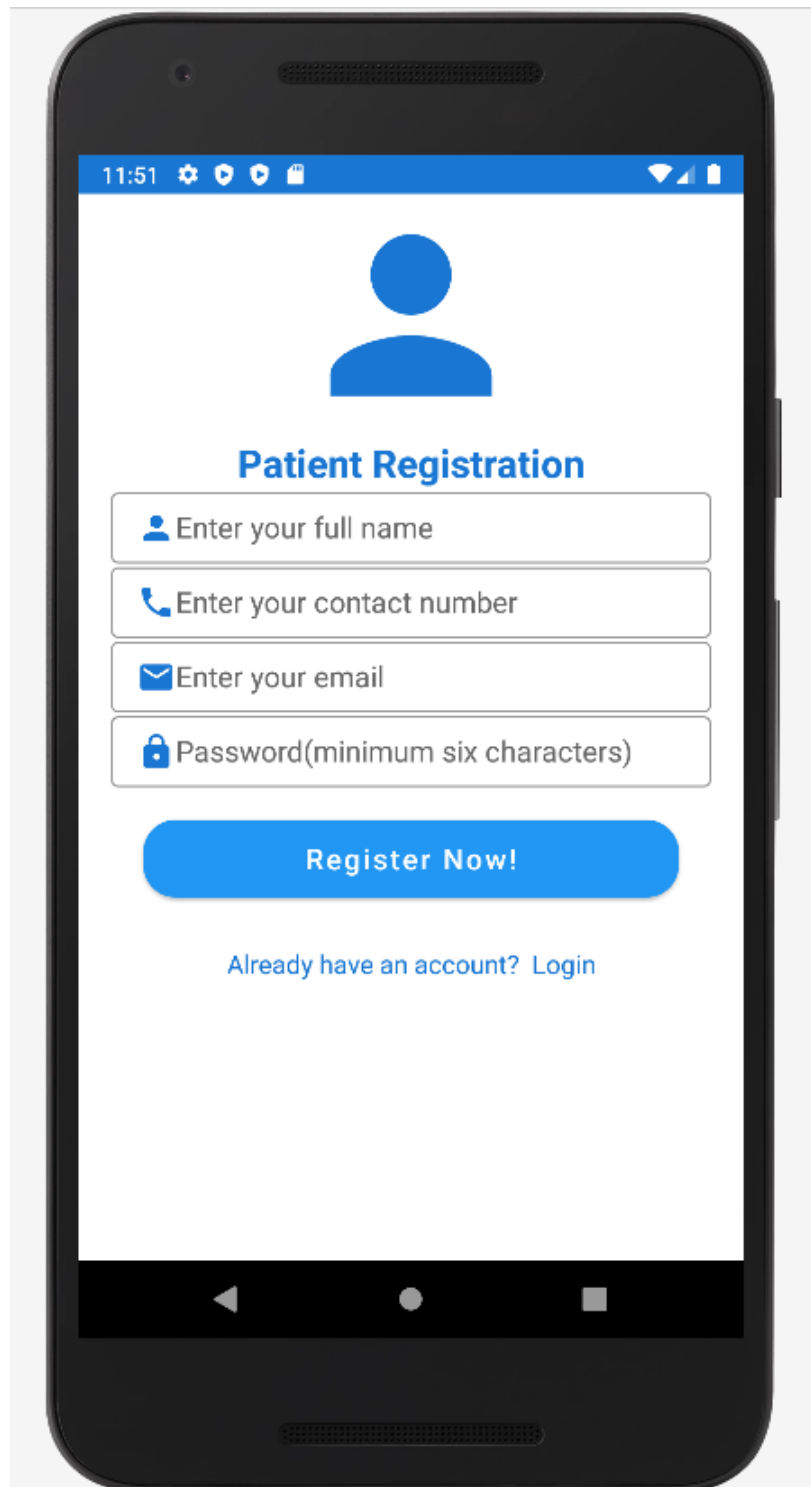 11:51
Patient Registration
Enter your full name
Enter your contact number
Enter your email
Password(minimum six characters)
Register Now!
Already have an account? Login